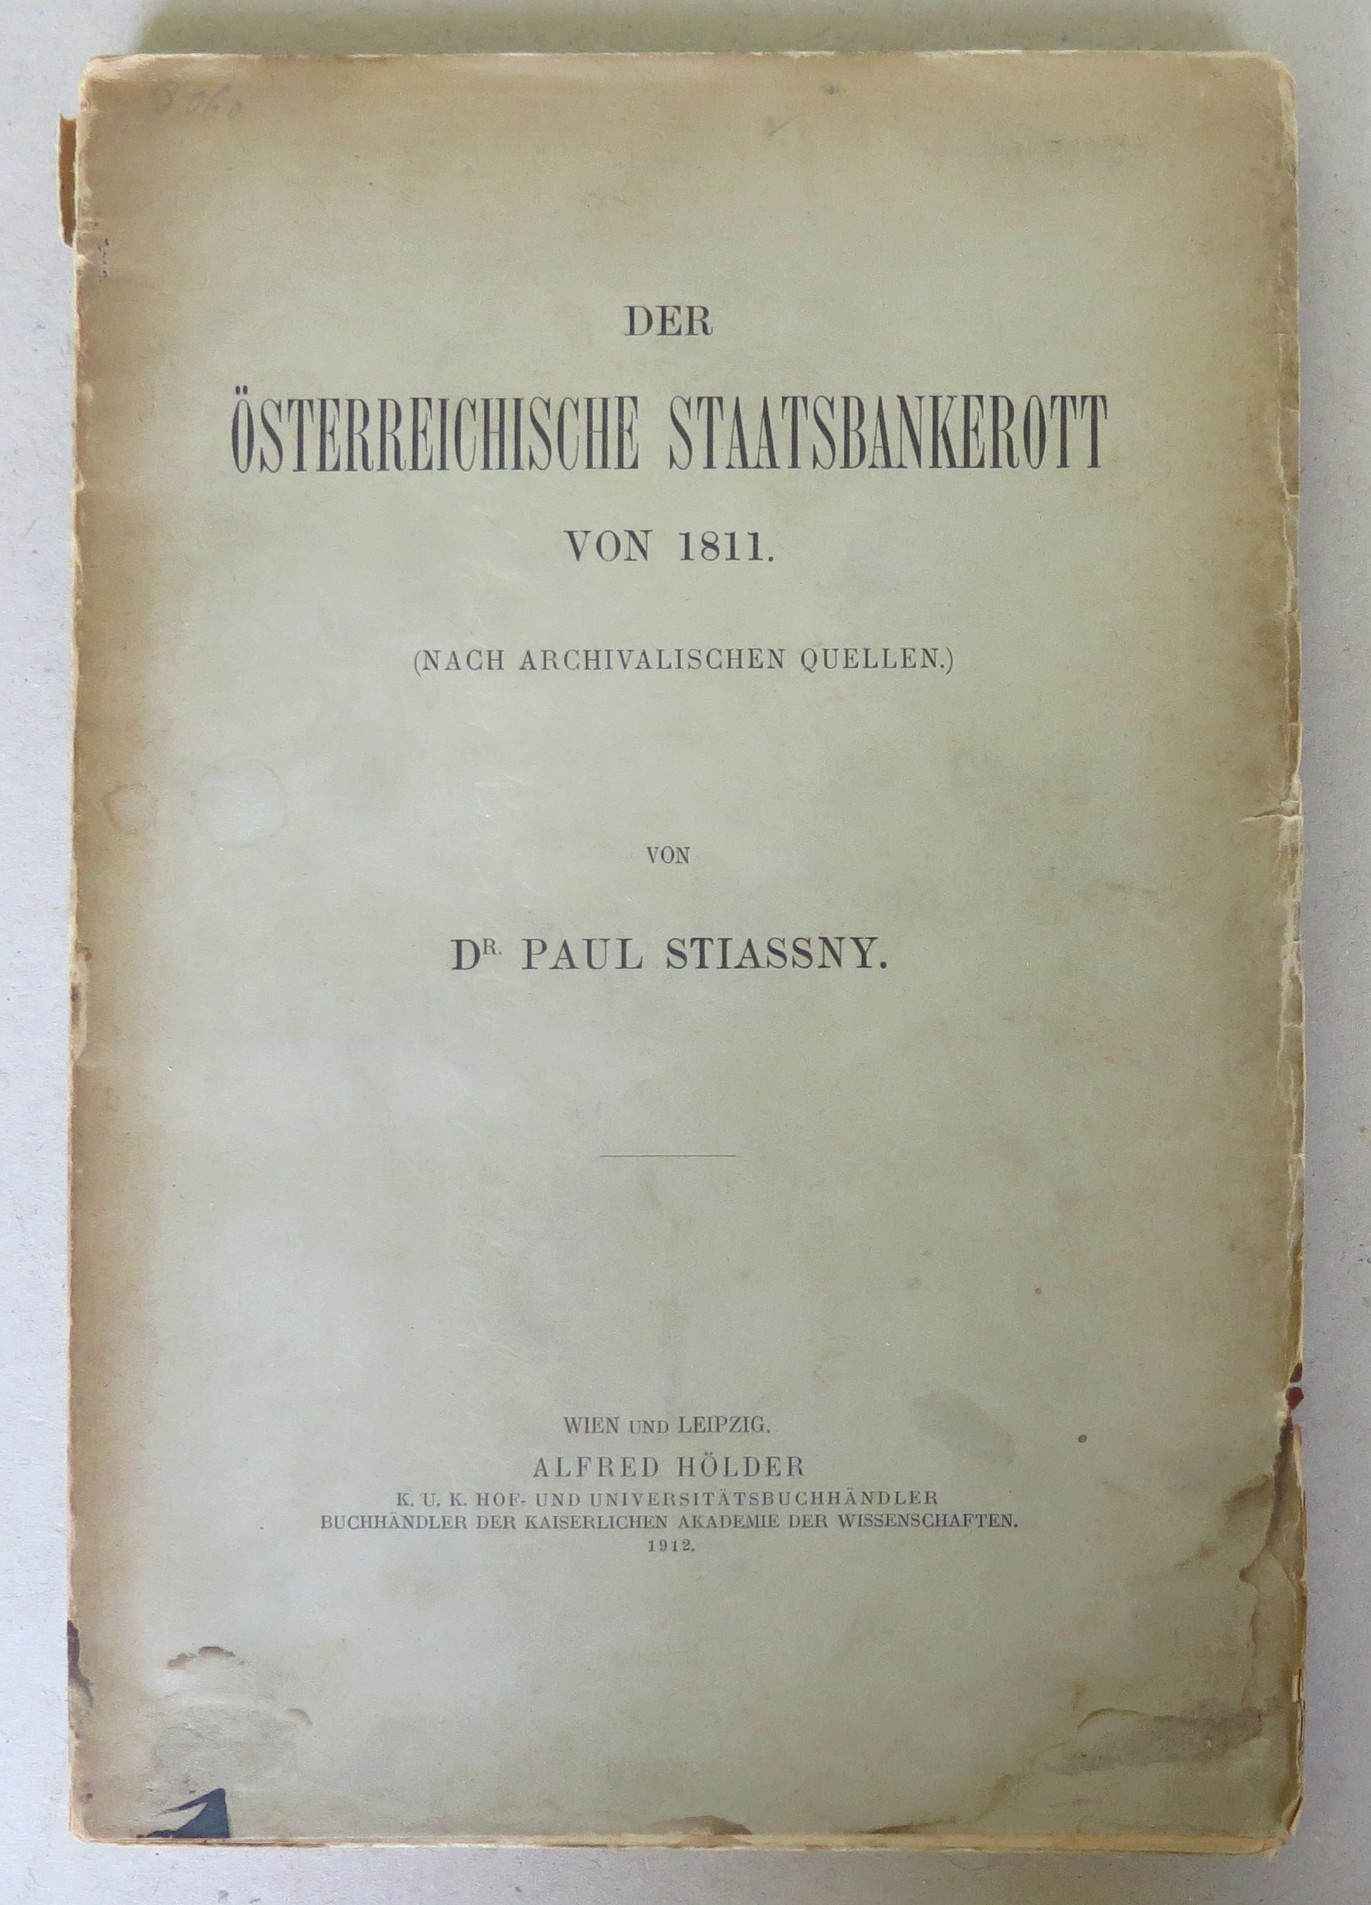 DER
ÖSTERREICHISCHE STAATSBANKEROTT
VON 1811.
(NACH ARCHIVALISCHEN QUELLEN.)
VON
DR. PAUL STIASSNY.
WIEN UND LEIPZIG.
ALFRED HÖLDER
K. U. K. HOF- UND UNIVERSITÄTSBUCHHÄNDLER
BUCHHÄNDLER DER KAISERLICHEN AKADEMIE DER WISSENSCHAFTEN.
1912.